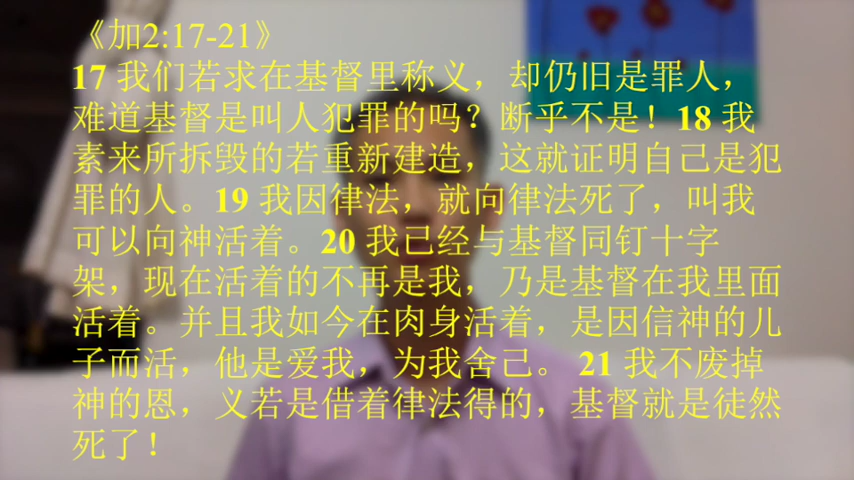 《加2:17-21》
17 我们若求在基督里称义，却仍旧是罪人，
难道基督是叫人犯罪的吗？断乎不是！18 我
素来所拆毁的若重新建造，这就证明自己是犯
罪的人。19 我因律法，就向律法死了，叫我
可以向神活着。20 我已经与基督同钉十字
架，现在活着的不再是我，乃是基督在我里面
活着。并且我如今在肉身活着，是因信神的儿
子而活，他是爱我，为我舍己。 21 我不废掉
神的恩，义若是借着律法得的，基督就是徒然
死了！